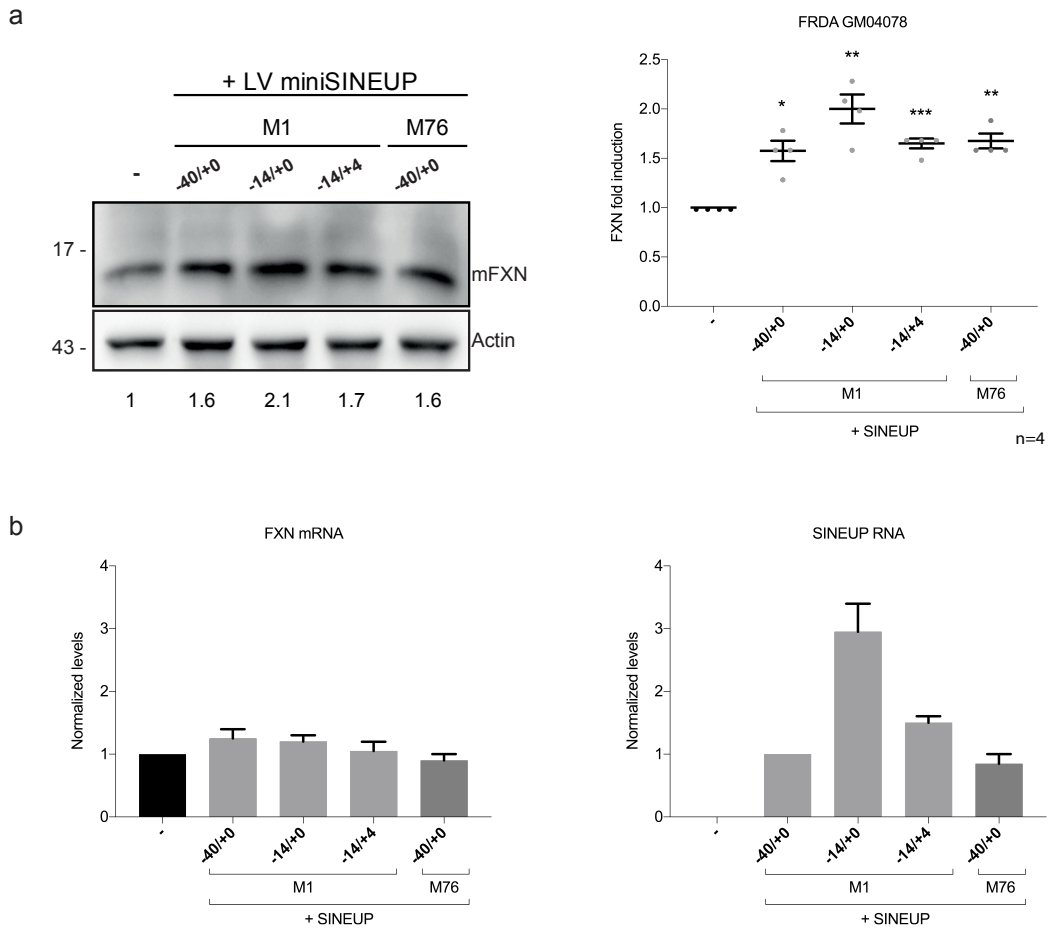 a
+ LV miniSINEUP
M1 M76
- -40/+0 -14/+0 -14/+4 -40/+0
17 -
mFXN
43 -
Actin
1 1.6 2.1 1.7 1.6
FRDA GM04078
FXN fold induction
2.5
2.0
1.5
1.0
0.5
0.0
* ** *** **
- -40/+0 -14/+0 -14/+4 -40/+0
M1 M76
+ SINEUP
n=4
b
FXN mRNA
Normalized levels
4
3
2
1
0
- -40/+0 -14/+0 -14/+4 -40/+0
M1 M76
+ SINEUP
SINEUP RNA
Normalized levels
4
3
2
1
0
- -40/+0 -14/+0 -14/+4 -40/+0
M1 M76
+ SINEUP